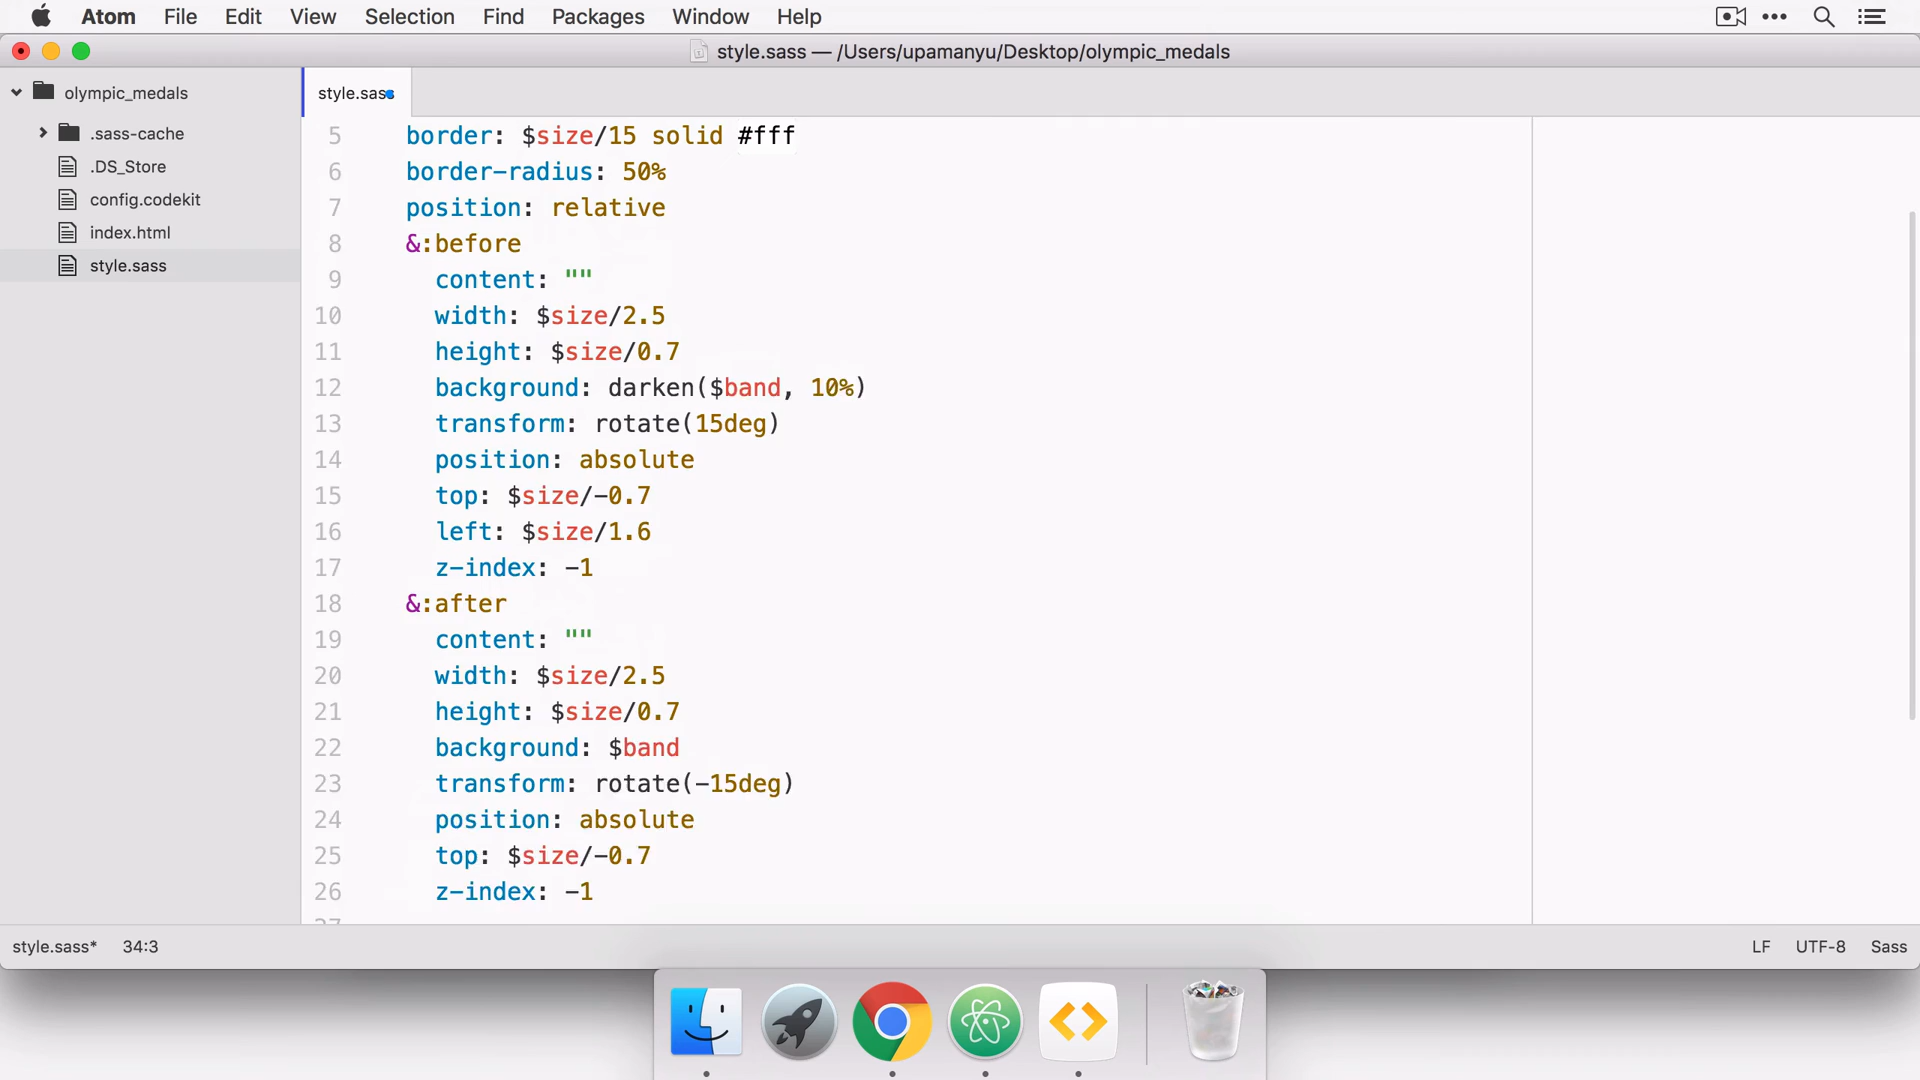 Atom File Edit View Selection Find Packages Window Help
style.sass — /Users/upamanyu/Desktop/olympic_medals
olympic_medals
.sass-cache
.DS_Store
config.codekit
index.html
style.sass
style.sass
5 border: $size/15 solid #fff
6 border-radius: 50%
7 position: relative
8 &:before
9 content: ""
10 width: $size/2.5
11 height: $size/0.7
12 background: darken($band, 10%)
13 transform: rotate(15deg)
14 position: absolute
15 top: $size/-0.7
16 left: $size/1.6
17 z-index: -1
18 &:after
19 content: ""
20 width: $size/2.5
21 height: $size/0.7
22 background: $band
23 transform: rotate(-15deg)
24 position: absolute
25 top: $size/-0.7
26 z-index: -1
27
style.sass* 34:3 LF UTF-8 Sass